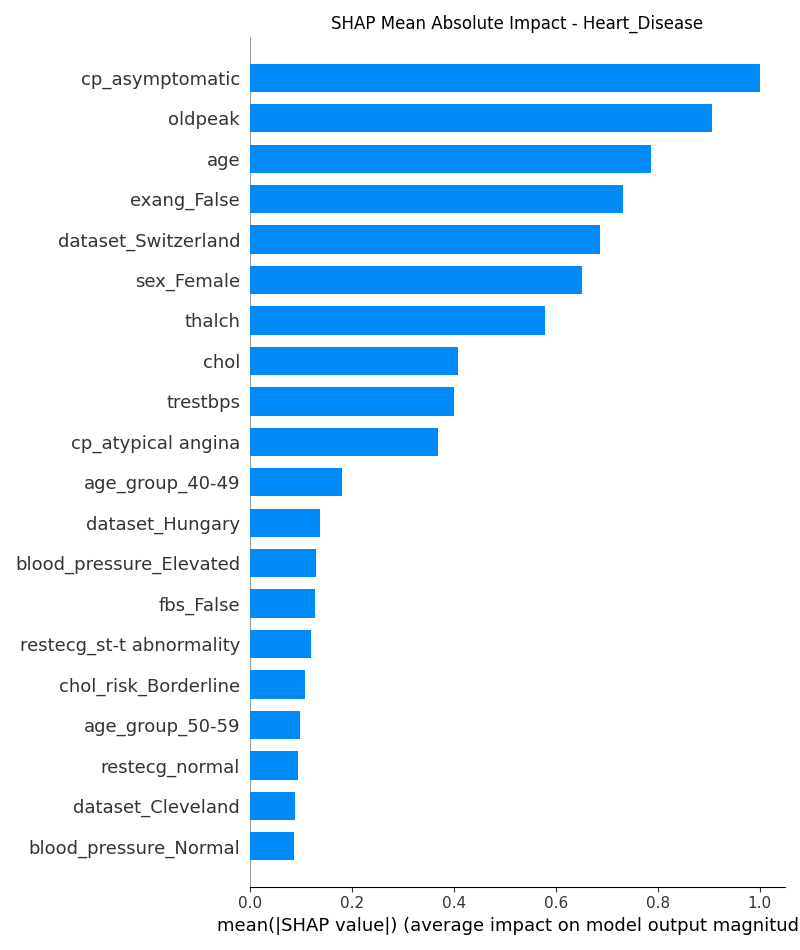 SHAP Mean Absolute Impact - Heart_Disease
cp_asymptomatic
oldpeak
age
exang_False
dataset_Switzerland
sex_Female
thalch
chol
trestbps
cp_atypical angina
age_group_40-49
dataset_Hungary
blood_pressure_Elevated
fbs_False
restecg_st-t abnormality
chol_risk_Borderline
age_group_50-59
restecg_normal
dataset_Cleveland
blood_pressure_Normal
0.0 0.2 0.4 0.6 0.8 1.0
mean(|SHAP value|) (average impact on model output magnitud